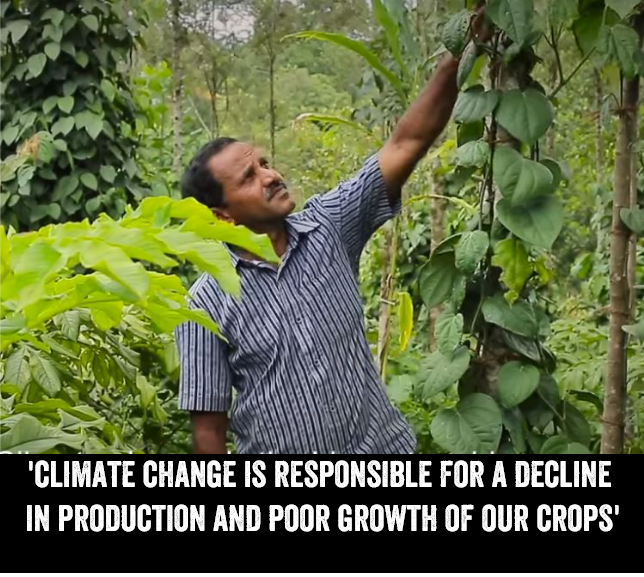 'CLIMATE CHANGE IS RESPONSIBLE FOR A DECLINE
IN PRODUCTION AND POOR GROWTH OF OUR CROPS'